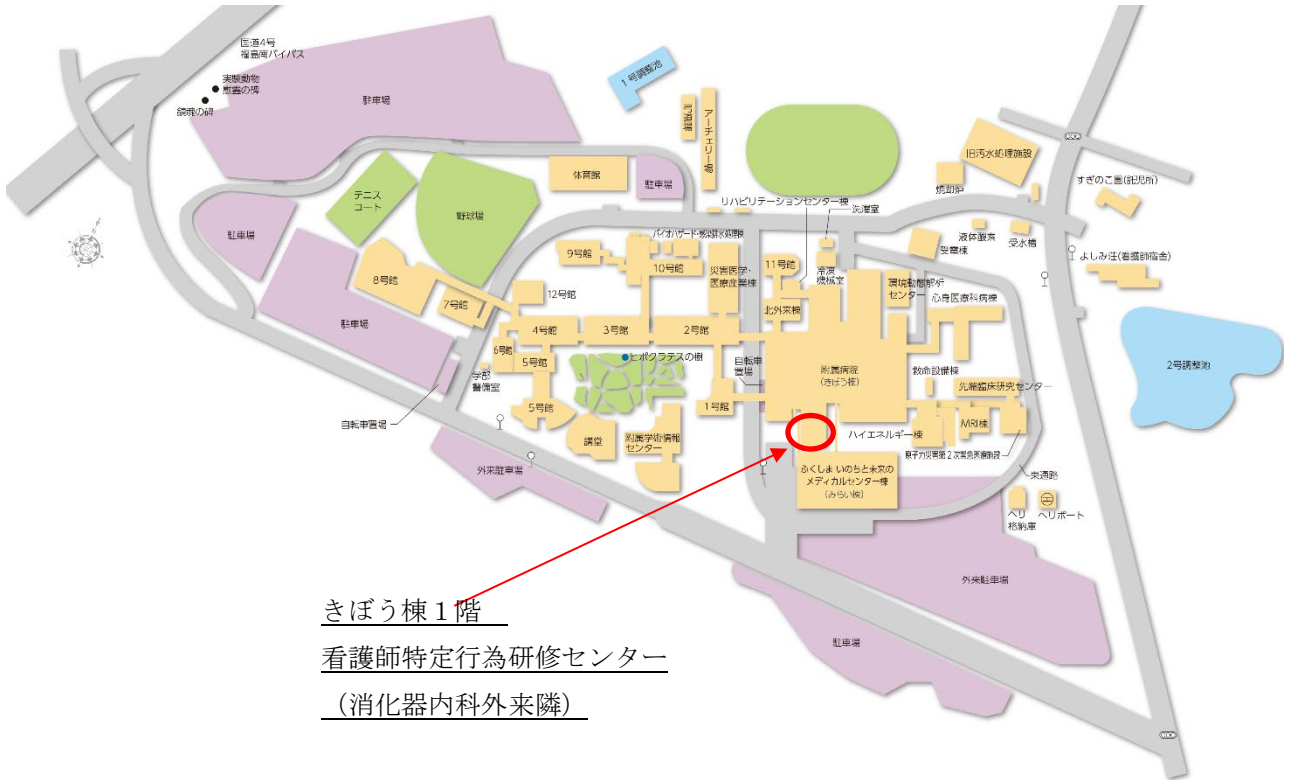 国道4号
福島南バイパス
実験動物
慰霊の碑
鎮魂の碑
駐車場
1号調整池
弓道場
アーチェリー場
体育館
駐車場
テニス
コート
野球場
駐車場
旧汚水処理施設
焼却炉
すぎのこ園(託児所)
リハビリテーションセンター棟
洗濯室
バイオハザード・感染排水処理棟
液体酸素
受水槽
受電棟
よしみ荘(看護師宿舎)
8号館
7号館
9号館
10号館
12号館
災害医学・
医療産業棟
11号館
冷凍
機械室
環境動態解析
センター
心身医療科病棟
北外来棟
駐車場
4号館
3号館
2号館
6号館
5号館
ヒポクラテスの樹
自転車
置場
附属病院
(きぼう棟)
救命設備棟
先端臨床研究センター
2号調整池
学部
警備室
5号館
1号館
自転車置場
講堂
附属学術情報
センター
ハイエネルギー棟
MRI棟
原子力災害第2次緊急医療施設
外来駐車場
ふくしま いのちと未来の
メディカルセンター棟
(みらい棟)
東通路
ヘリ
格納庫
ヘリポート
外来駐車場
駐車場
きぼう棟１階
看護師特定行為研修センター
（消化器内科外来隣）